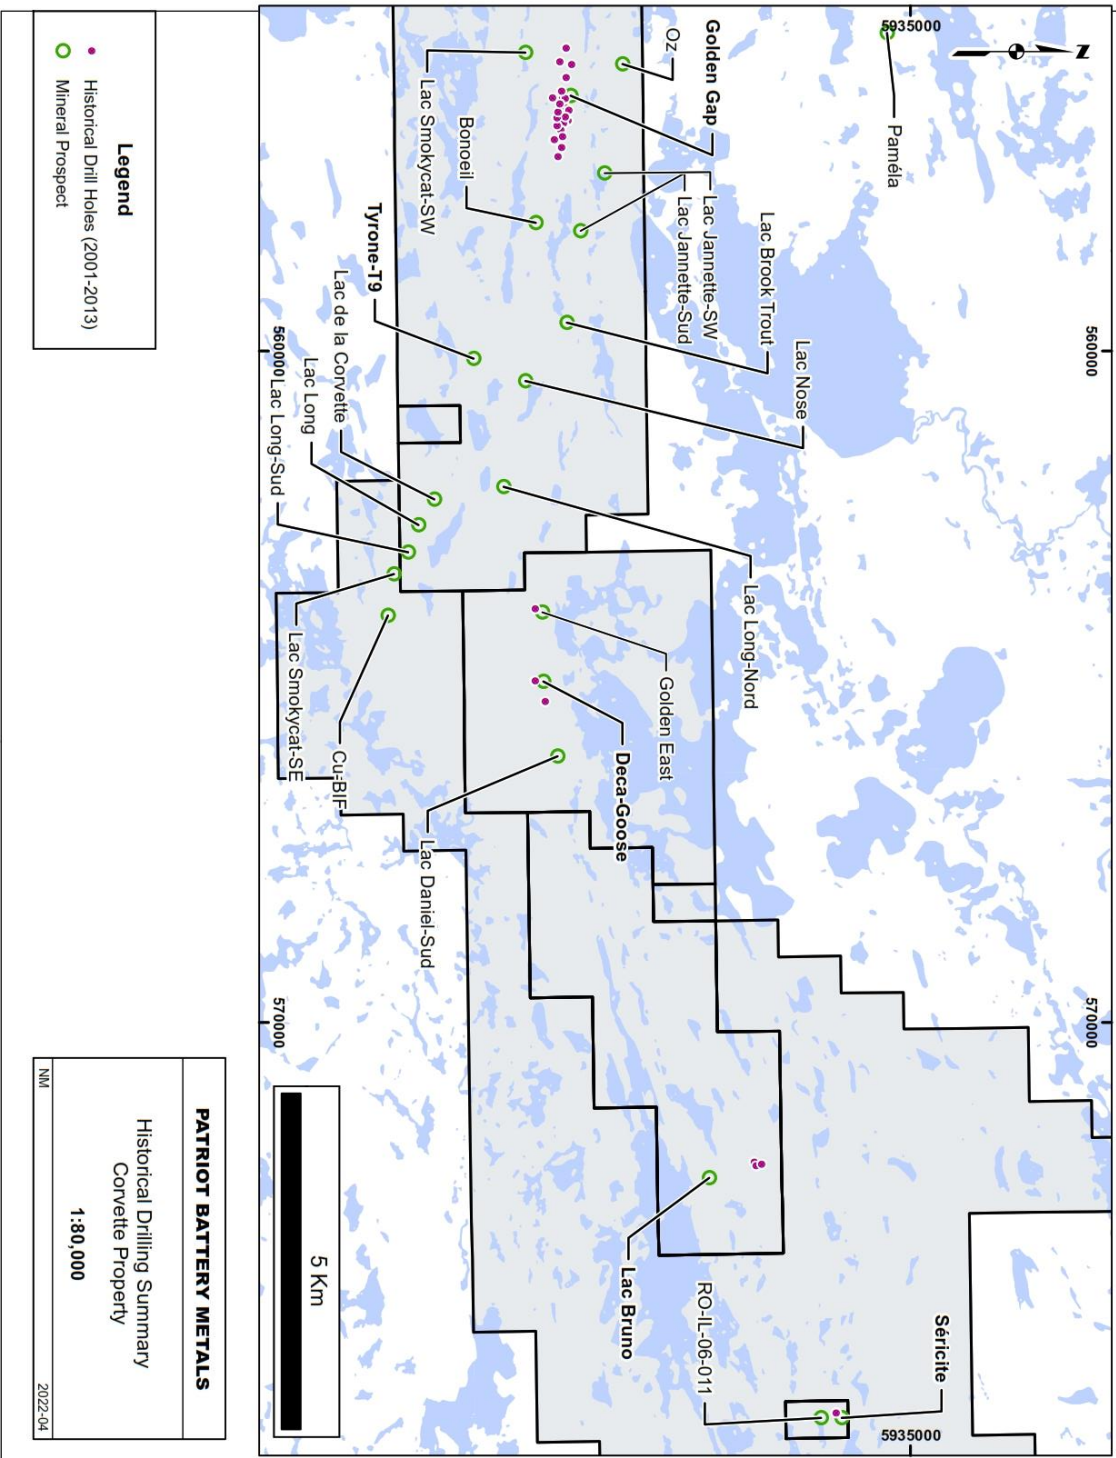 5935000
Z
Paméla
560000
Golden Gap
Oz
Lac Brook Trout
Lac Nose
Lac Jannette-SW
Lac Jannette-Sud
Lac Smokycat-SW
Bonoeil
Tyrone-T9
Lac de la Corvette
Lac Long
560000
Lac Long-Sud
Lac Long-Nord
Golden East
Deca-Goose
Lac Daniel-Sud
Cu-BIF
Lac Smokycat-SE
570000
570000
Lac Bruno
RO-IL-06-011
Séricite
5935000
5 Km
Legend
Historical Drill Holes (2001-2013)
Mineral Prospect
PATRIOT BATTERY METALS
Historical Drilling Summary
Corvette Property
1:80,000
NM 2022-04